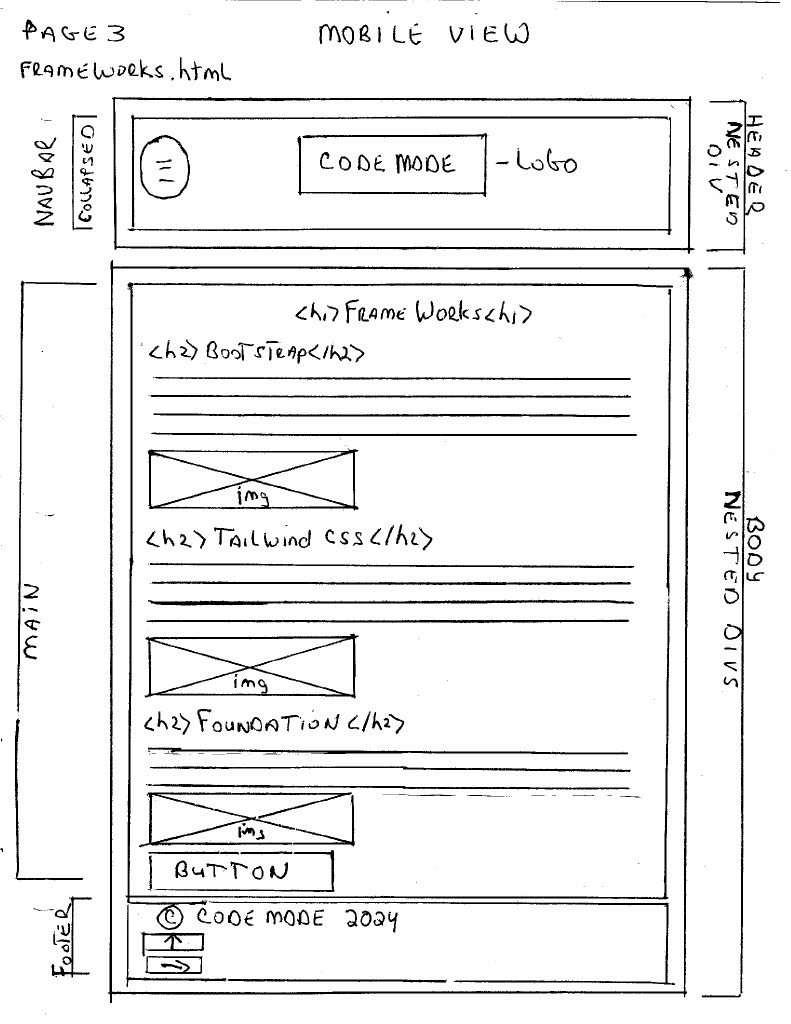 PAGE 3
MOBILE VIEW
FRAMEWORKS.html
NAVBAR
COLLAPSED
CODE MODE
- LOGO
HEADER
NESTED
DIV
<h1>FRAME WORKS<h1>
<h2> BOOTSTRAP</h2>
img
<h2> TAILWind CSS</h2>
img
<h2> FOUNDATION </h2>
img
BUTTON
MAIN
BODY
NESTED DIVS
FOOTER
© CODE MODE 2024